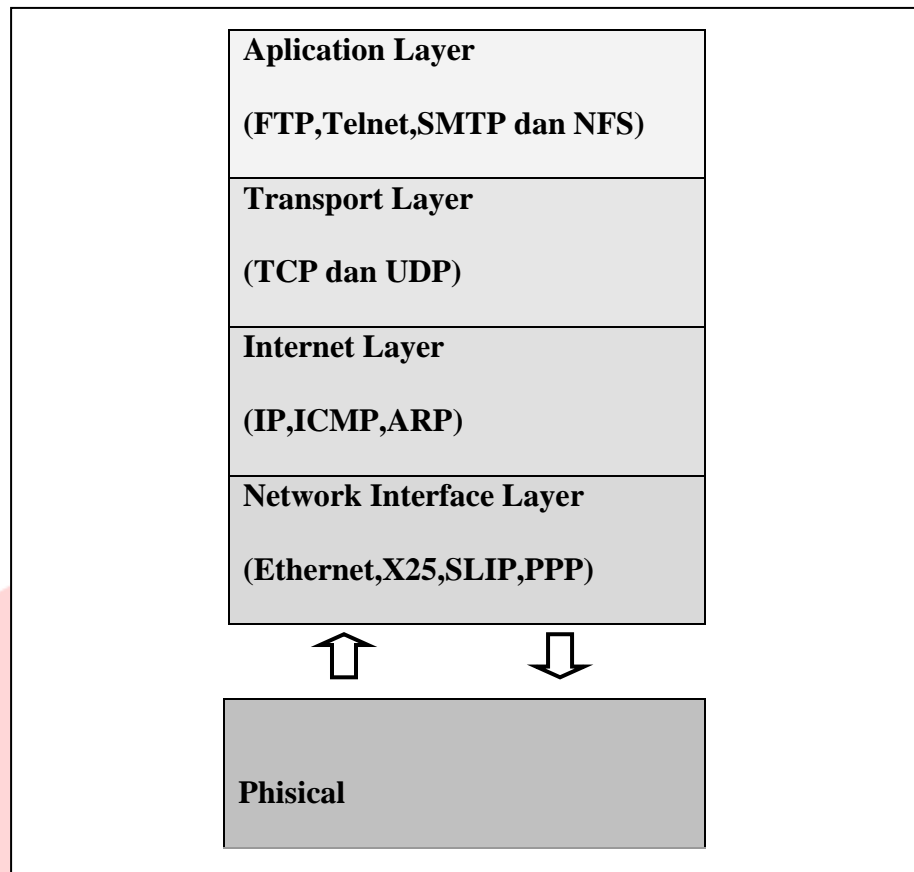 Aplication Layer
(FTP,Telnet,SMTP dan NFS)
Transport Layer
(TCP dan UDP)
Internet Layer
(IP,ICMP,ARP)
Network Interface Layer
(Ethernet,X25,SLIP,PPP)
Phisical